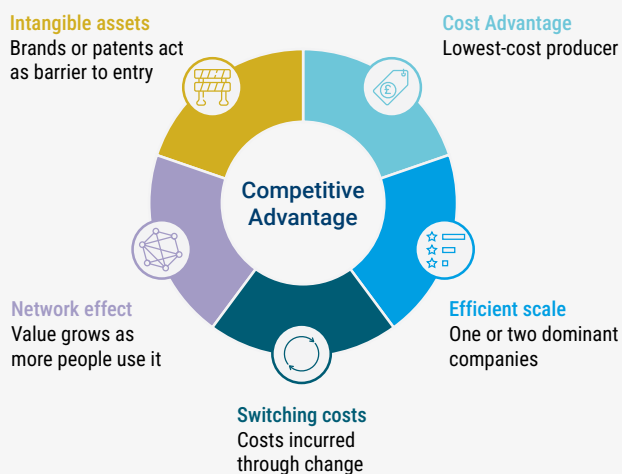 Intangible assets
Brands or patents act
as barrier to entry
Cost Advantage
Lowest-cost producer
£
Competitive
Advantage
Network effect
Value grows as
more people use it
Efficient scale
One or two dominant
companies
Switching costs
Costs incurred
through change